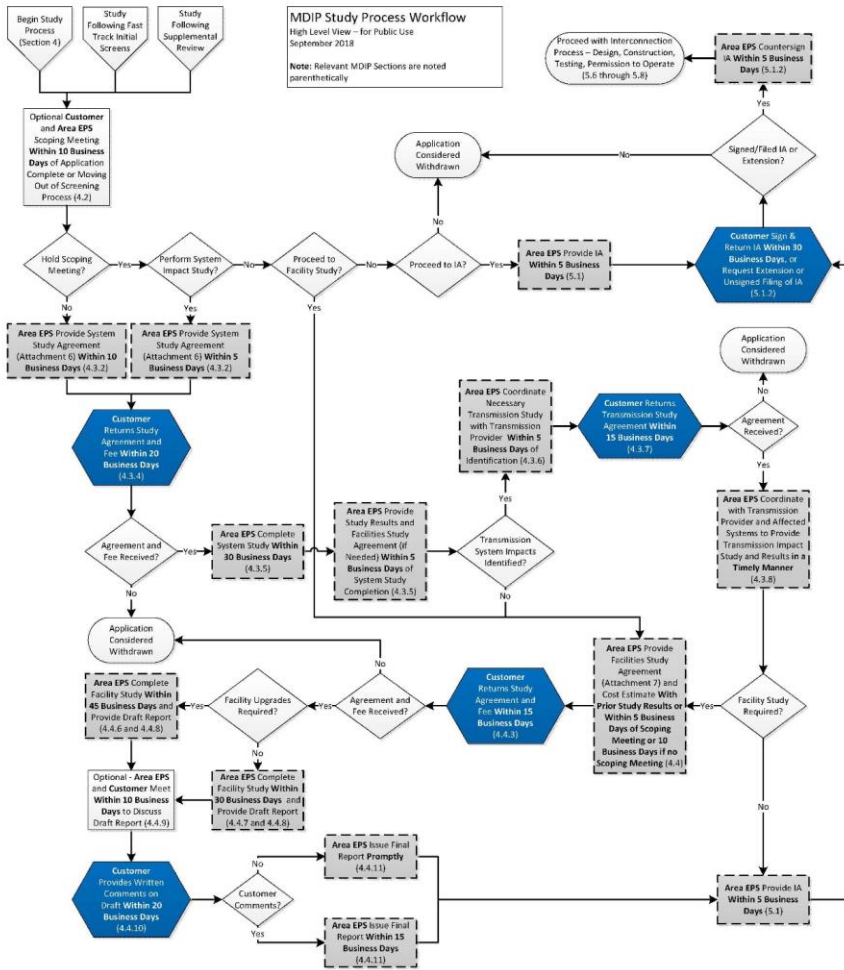 Begin Study
Process
(Section 4)
Study
Following Fast
Track Initial
Screens
Study
Following
Supplemental
Review
MDIP Study Process Workflow
High Level View – for Public Use
September 2018
Note: Relevant MDIP Sections are noted
parenthetically
Proceed with Interconnection
Process – Design, Construction,
Testing, Permission to Operate
(5.6 through 5.8)
Area EPS Countersign
IA Within 5 Business
Days (5.1.2)
Yes
Optional Customer
and Area EPS
Scoping Meeting
Within 10 Business
Days of Application
Complete or Moving
Out of Screening
Process (4.2)
Application
Considered
Withdrawn
No
Signed/Filed IA or
Extension?
No
Hold Scoping
Meeting?
Yes
Perform System
Impact Study?
No
Proceed to
Facility Study?
No
Proceed to IA?
Yes
Area EPS Provide IA
Within 5 Business
Days (5.1)
Customer Sign &
Return IA Within 30
Business Days, or
Request Extension or
Unsigned Filing of IA
(5.1.2)
No
Yes
Yes
Area EPS Provide System
Study Agreement
(Attachment 6) Within 10
Business Days (4.3.2)
Area EPS Provide System
Study Agreement
(Attachment 6) Within 5
Business Days (4.3.2)
Application
Considered
Withdrawn
No
Customer
Returns Study
Agreement and
Fee Within 20
Business Days
(4.3.4)
Area EPS Coordinate
Necessary
Transmission Study
with Transmission
Provider Within 5
Business Days of
Identification (4.3.6)
Customer Returns
Transmission Study
Agreement Within
15 Business Days
(4.3.7)
Agreement
Received?
Yes
Yes
Agreement and
Fee Received?
Yes
Area EPS Complete
System Study Within
30 Business Days
(4.3.5)
Area EPS Provide
Study Results and
Facilities Study
Agreement (if
Needed) Within 5
Business Days of
System Study
Completion (4.3.5)
Transmission
System Impacts
Identified?
Area EPS Coordinate
with Transmission
Provider and Affected
Systems to Provide
Transmission Impact
Study and Results in a
Timely Manner (4.3.8)
No
No
Application
Considered
Withdrawn
No
Area EPS Complete
Facility Study Within
45 Business Days and
Provide Draft Report
(4.4.6 and 4.4.8)
Yes
Facility Upgrades
Required?
Yes
Agreement and
Fee Received?
Customer
Returns Study
Agreement and
Fee Within 15
Business Days
(4.4.3)
Area EPS Provide
Facilities Study
Agreement
(Attachment 7) and
Cost Estimate With
Prior Study Results or
Within 5 Business
Days of Scoping
Meeting or 10
Business Days if no
Scoping Meeting (4.4)
Yes
Facility Study
Required?
No
Optional - Area EPS
and Customer Meet
Within 10 Business
Days to Discuss
Draft Report (4.4.9)
Area EPS Complete
Facility Study Within
30 Business Days and
Provide Draft Report
(4.4.7 and 4.4.8)
No
Customer
Provides Written
Comments on
Draft Within 20
Business Days
(4.4.10)
Customer
Comments?
No
Area EPS Issue Final
Report Promptly
(4.4.11)
Yes
Area EPS Issue Final
Report Within 15
Business Days
(4.4.11)
Area EPS Provide IA
Within 5 Business
Days (5.1)